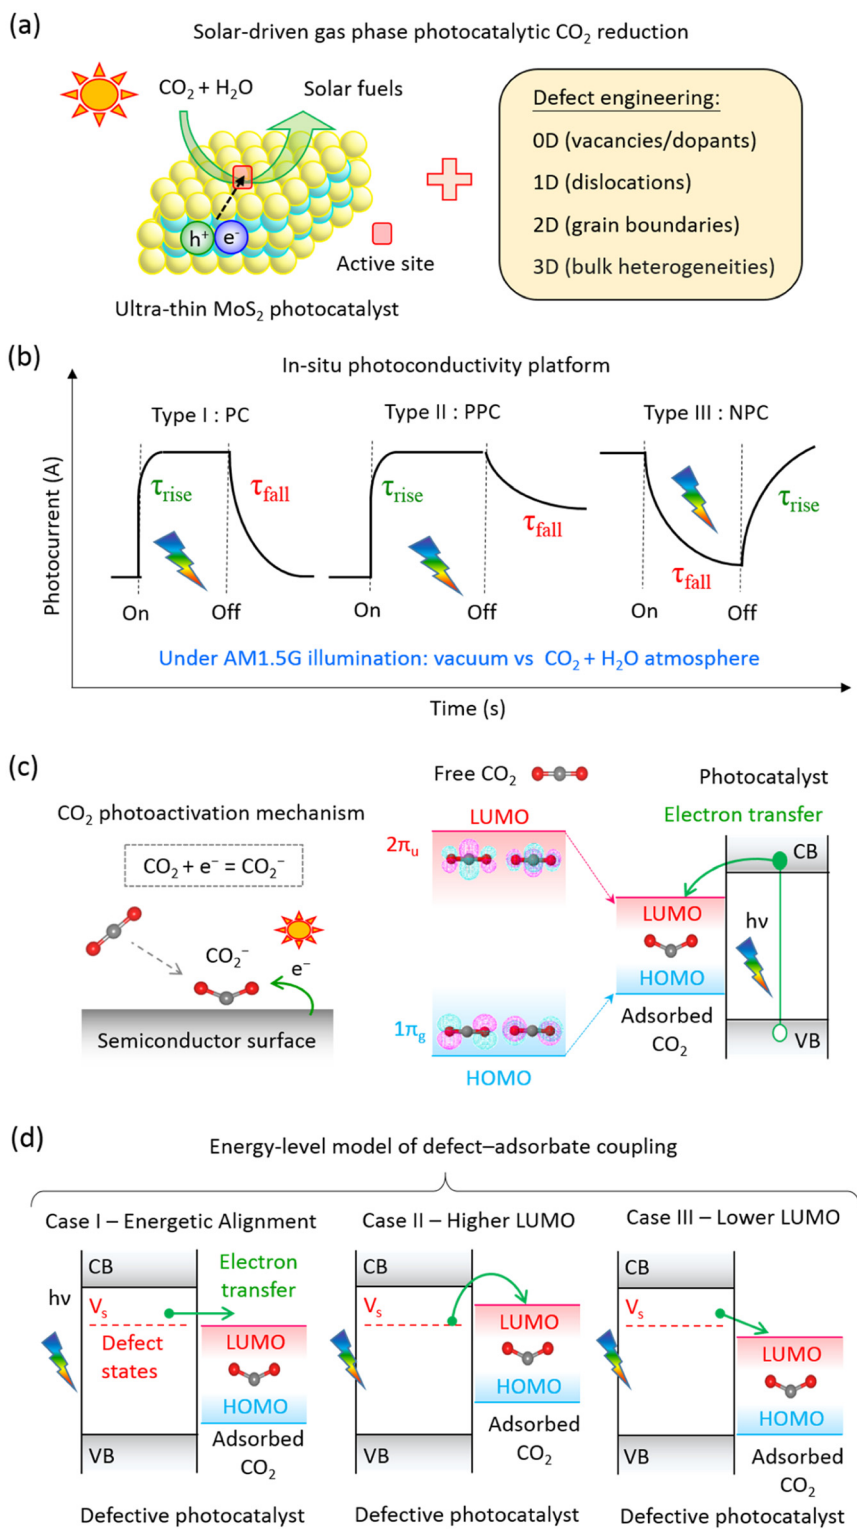 (a)
Solar-driven gas phase photocatalytic CO₂ reduction
CO₂ + H₂O
Solar fuels
h⁺
e⁻
Active site
Ultra-thin MoS₂ photocatalyst
Defect engineering:
0D (vacancies/dopants)
1D (dislocations)
2D (grain boundaries)
3D (bulk heterogeneities)
(b)
In-situ photoconductivity platform
Photocurrent (A)
Type I : PC
τrise
τfall
On
Off
Type II : PPC
τrise
τfall
On
Off
Type III : NPC
τfall
τrise
On
Off
Under AM1.5G illumination: vacuum vs CO₂ + H₂O atmosphere
Time (s)
(c)
CO₂ photoactivation mechanism
CO₂ + e⁻ = CO₂⁻
CO₂⁻
e⁻
Semiconductor surface
Free CO₂
LUMO
2πu
1πg
HOMO
LUMO
HOMO
Adsorbed
CO₂
Photocatalyst
Electron transfer
CB
hν
VB
(d)
Energy-level model of defect–adsorbate coupling
Case I – Energetic Alignment
hν
CB
Electron
transfer
Vs
Defect
states
LUMO
HOMO
VB
Adsorbed
CO₂
Defective photocatalyst
Case II – Higher LUMO
CB
Vs
LUMO
HOMO
VB
Adsorbed
CO₂
Defective photocatalyst
Case III – Lower LUMO
CB
Vs
LUMO
HOMO
VB
Adsorbed
CO₂
Defective photocatalyst